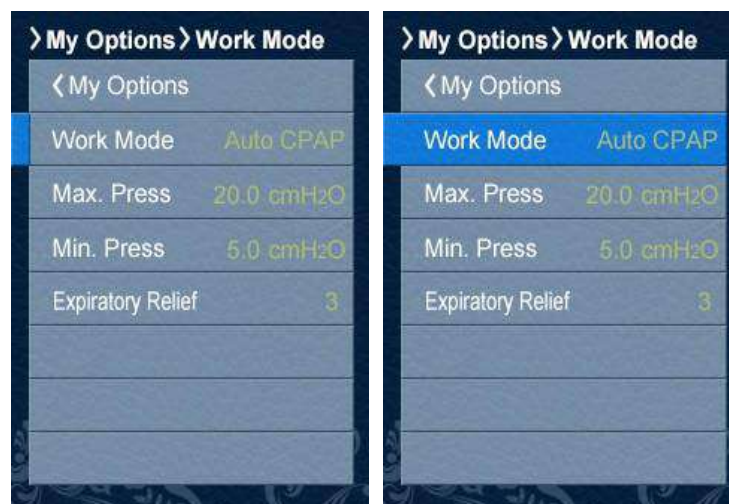 ❯My Options❯Work Mode
❮My Options
Work Mode Auto CPAP
Max. Press 20.0 cmH2O
Min. Press 5.0 cmH2O
Expiratory Relief 3
❯My Options❯Work Mode
❮My Options
Work Mode Auto CPAP
Max. Press 20.0 cmH2O
Min. Press 5.0 cmH2O
Expiratory Relief 3